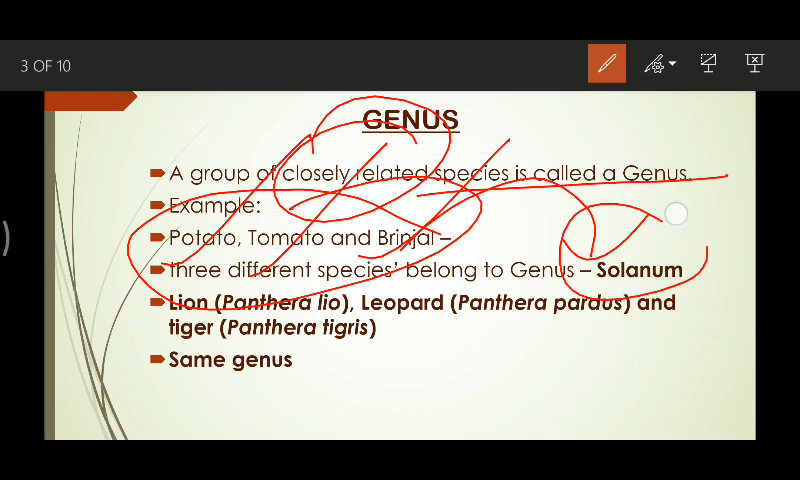 3 OF 10
GENUS
A group of closely related species is called a Genus.
Example:
Potato, Tomato and Brinjal –
three different species' belong to Genus – Solanum
Lion (Panthera lio), Leopard (Panthera pardus) and
tiger (Panthera tigris)
Same genus